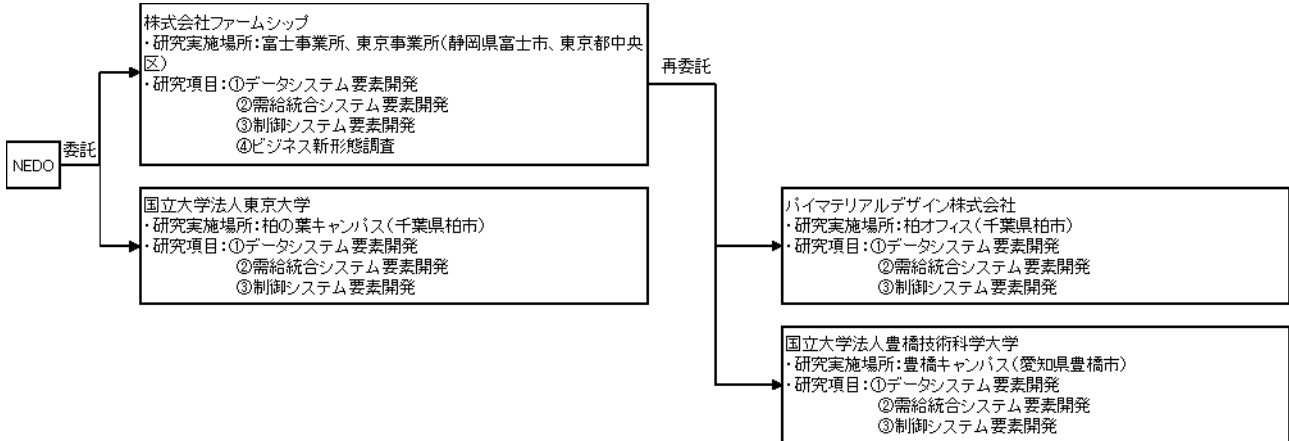 NEDO
委託
株式会社ファームシップ
・研究実施場所:富士事業所、東京事業所(静岡県富士市、東京都中央
区)
・研究項目:①データシステム要素開発
②需給統合システム要素開発
③制御システム要素開発
④ビジネス新形態調査
国立大学法人東京大学
・研究実施場所:柏の葉キャンパス(千葉県柏市)
・研究項目:①データシステム要素開発
②需給統合システム要素開発
③制御システム要素開発
再委託
パイマテリアルデザイン株式会社
・研究実施場所:柏オフィス(千葉県柏市)
・研究項目:①データシステム要素開発
②需給統合システム要素開発
③制御システム要素開発
国立大学法人豊橋技術科学大学
・研究実施場所:豊橋キャンパス(愛知県豊橋市)
・研究項目:①データシステム要素開発
②需給統合システム要素開発
③制御システム要素開発